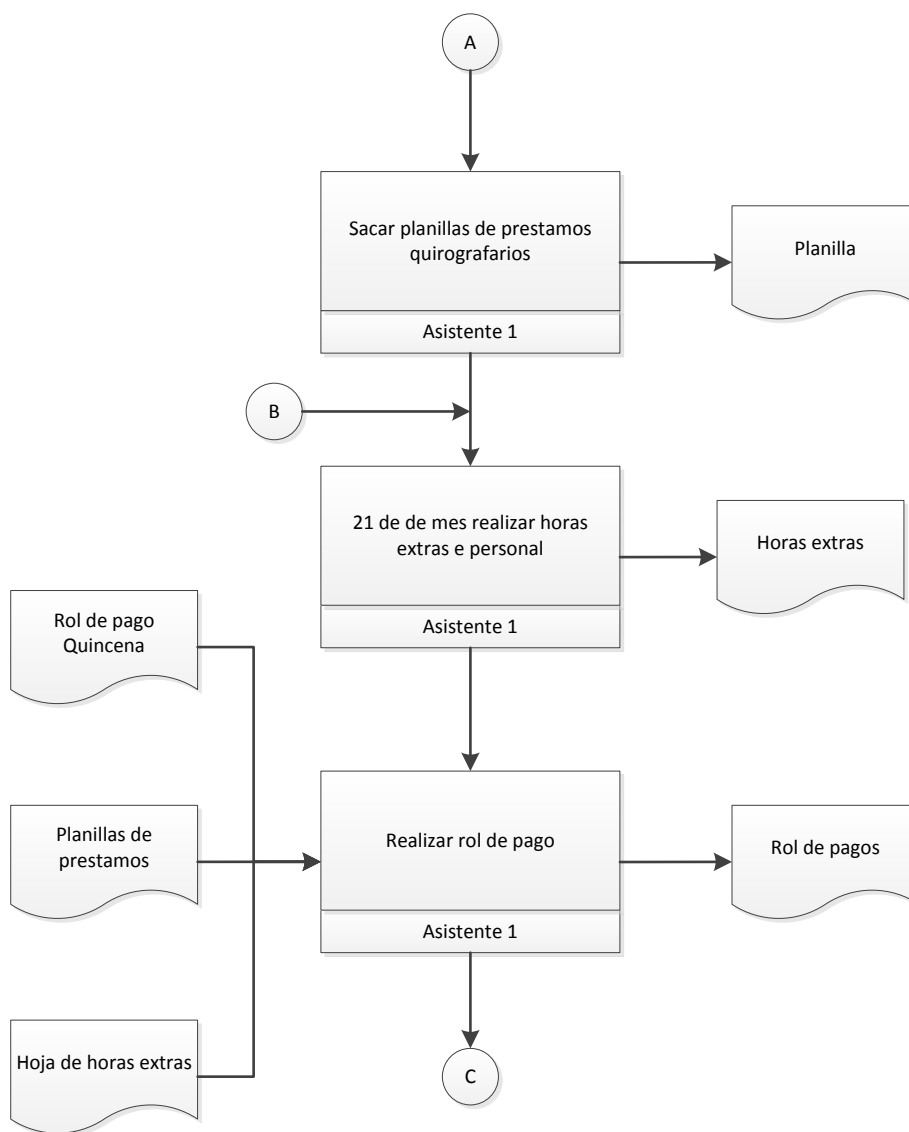 A
Sacar planillas de prestamos
quirografarios
Asistente 1
Planilla
B
21 de de mes realizar horas
extras e personal
Asistente 1
Horas extras
Rol de pago
Quincena
Planillas de
prestamos
Hoja de horas extras
Realizar rol de pago
Asistente 1
Rol de pagos
C